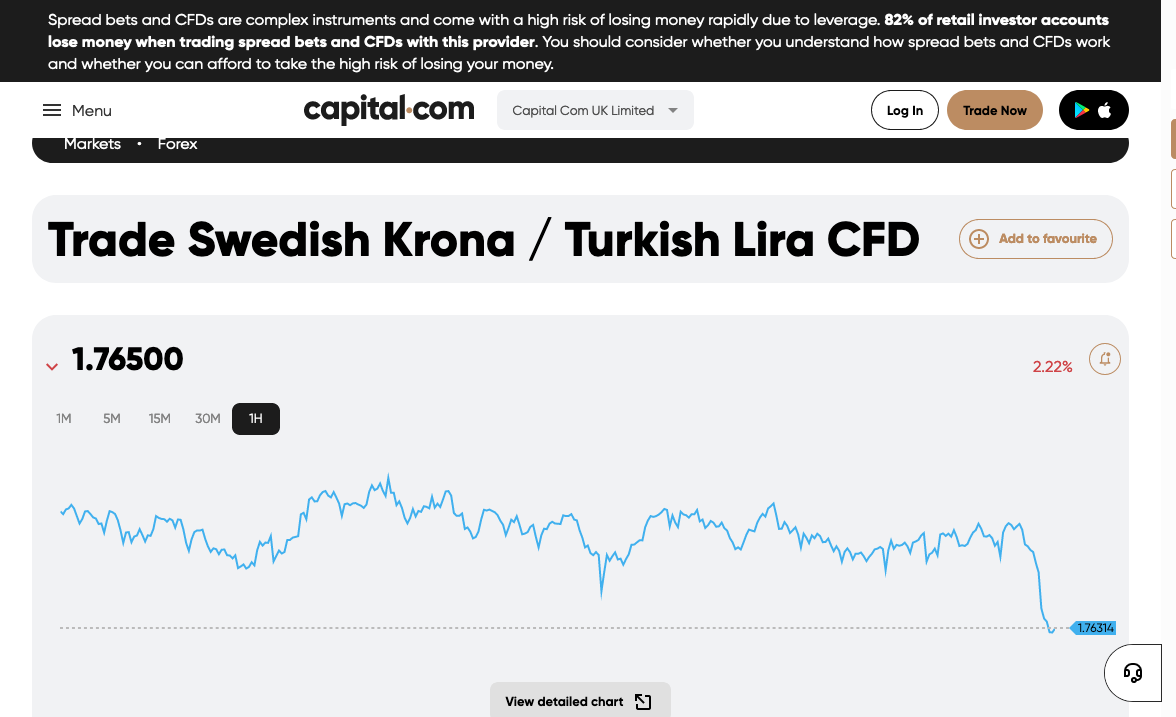 Spread bets and CFDs are complex instruments and come with a high risk of losing money rapidly due to leverage. 82% of retail investor accounts
lose money when trading spread bets and CFDs with this provider. You should consider whether you understand how spread bets and CFDs work
and whether you can afford to take the high risk of losing your money.
Menu
capital.com
Capital Com UK Limited
Log In
Trade Now
Markets • Forex
Trade Swedish Krona / Turkish Lira CFD
Add to favourite
1.76500
2.22%
1M 5M 15M 30M 1H
1.76314
View detailed chart